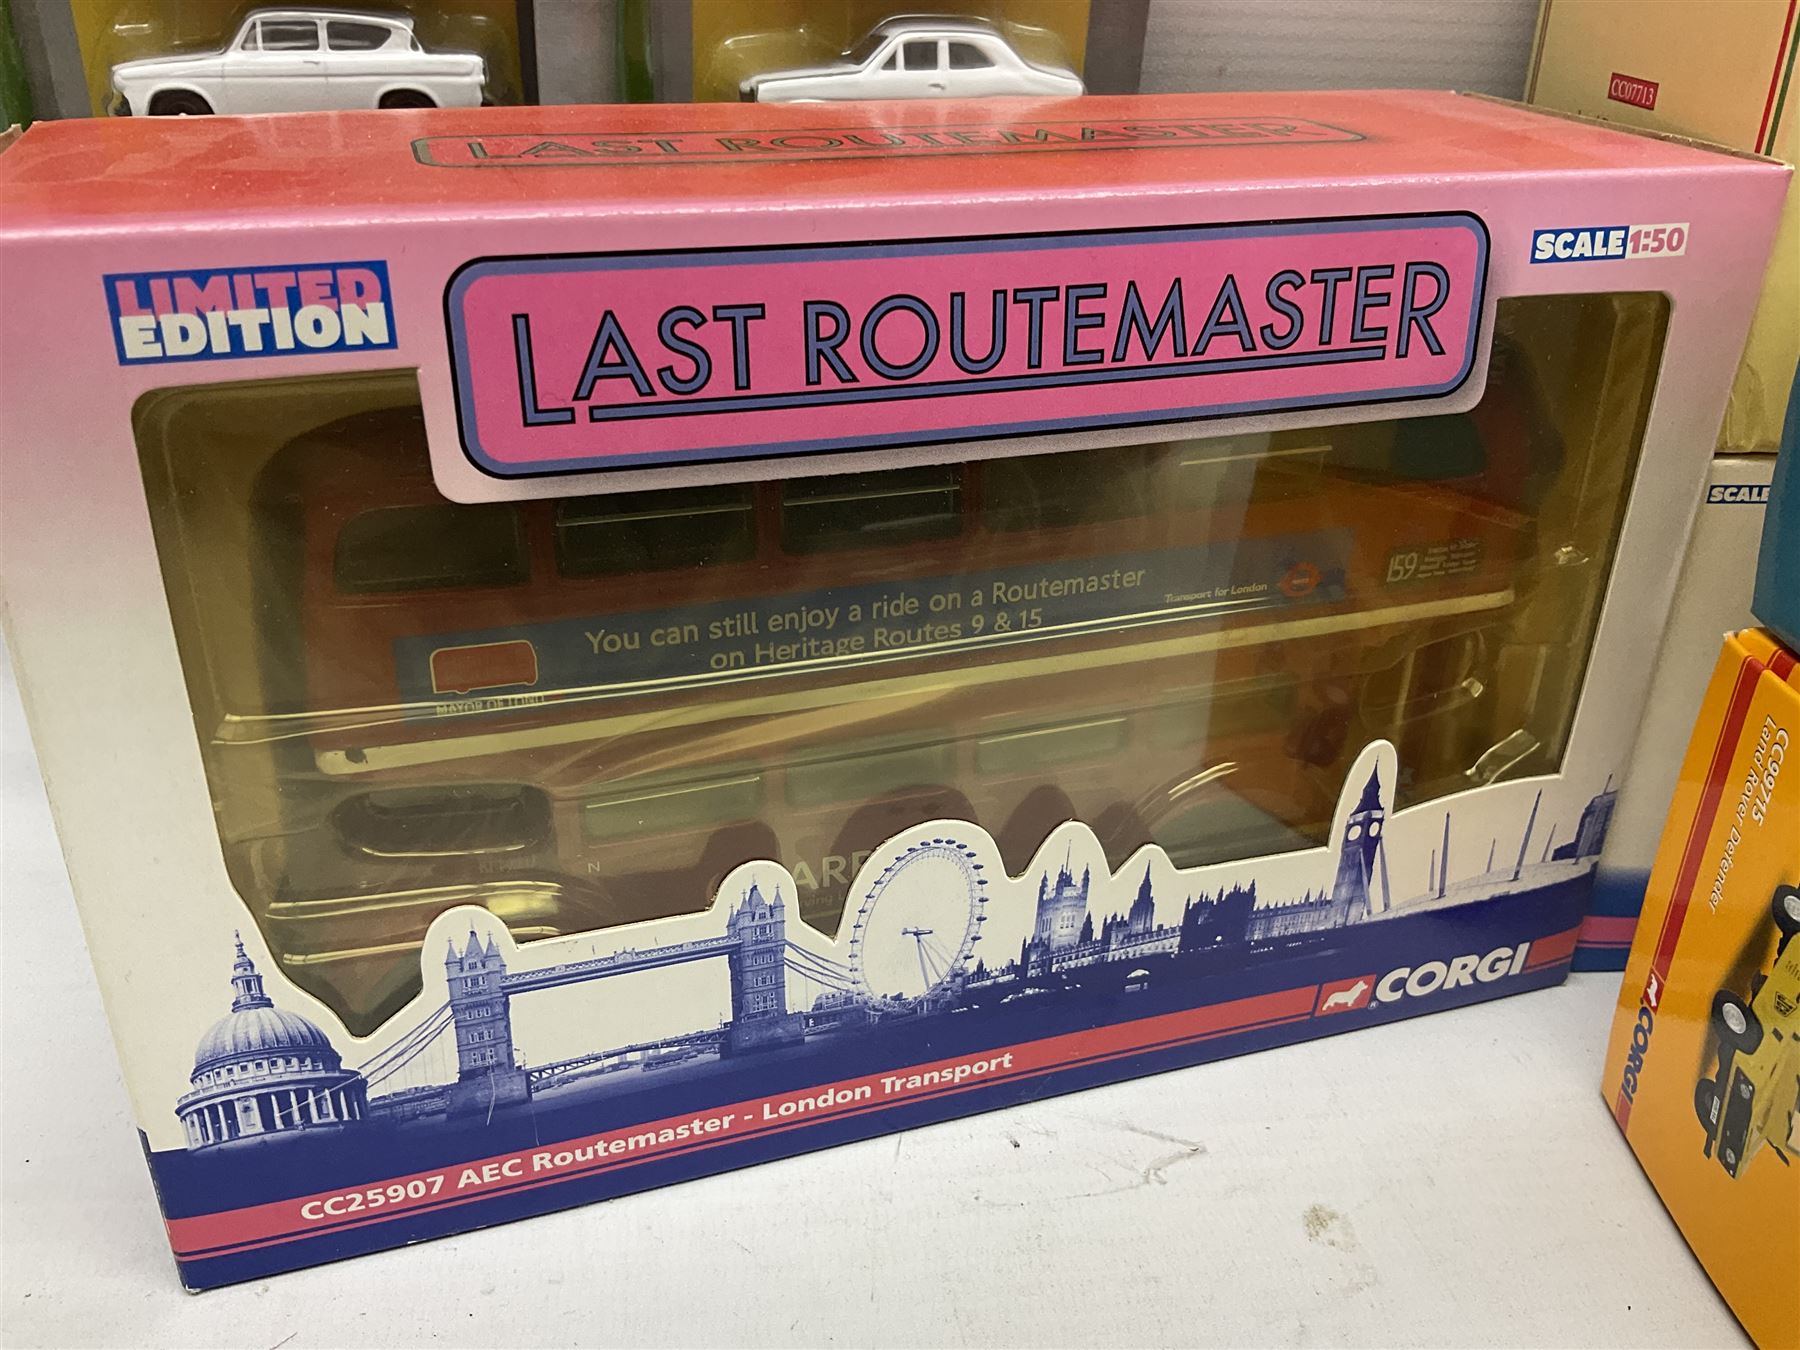 CC07713
LAST ROUTEMASTER
LIMITED
EDITION
LAST ROUTEMASTER
SCALE 1:50
SCALE
159
You can still enjoy a ride on a Routemaster
on Heritage Routes 9 & 15
Transport for London
MAYOR OF LOND
N
ARR
CORGI
CC25907 AEC Routemaster - London Transport
CC99715
Land Rover Defender
CORGI